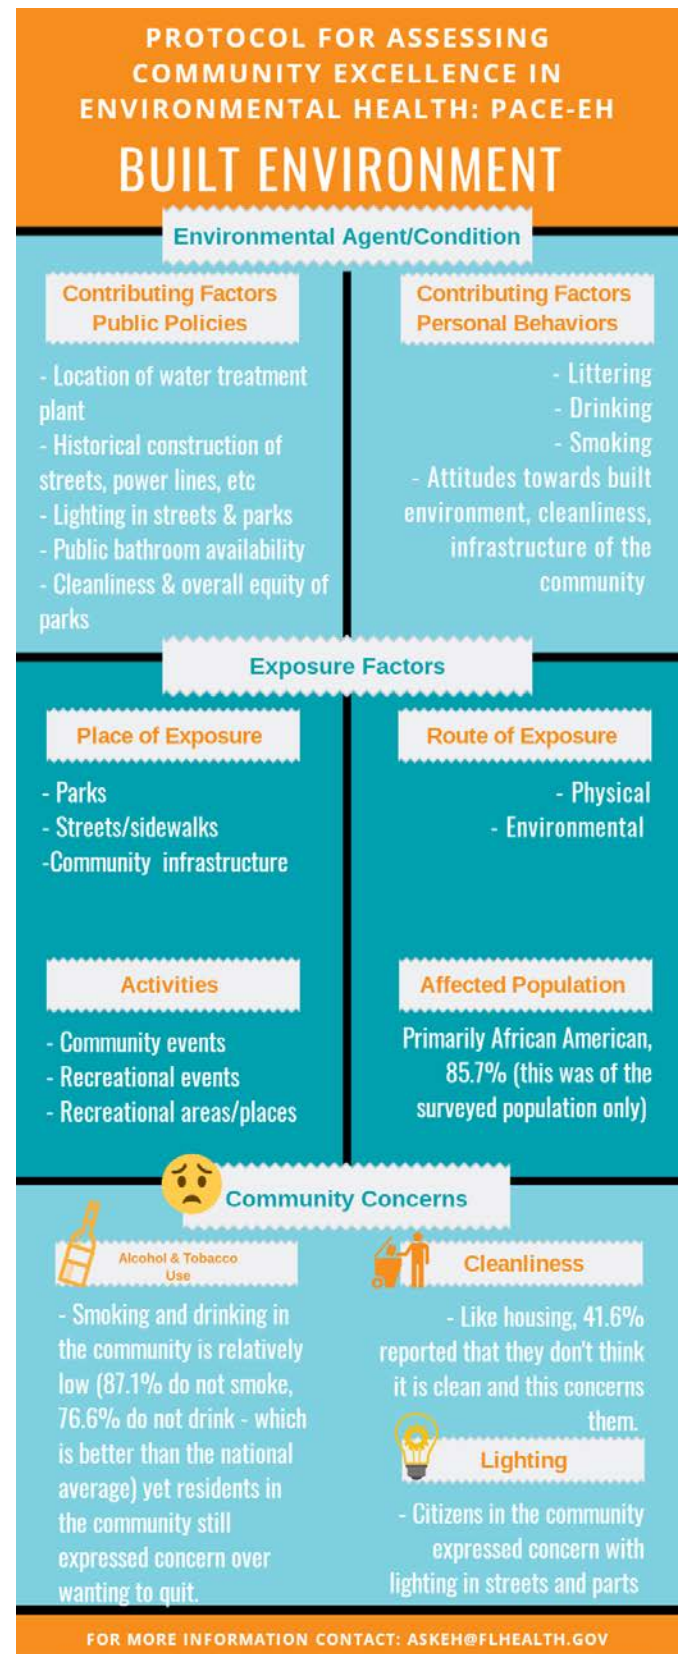 PROTOCOL FOR ASSESSING
COMMUNITY EXCELLENCE IN
ENVIRONMENTAL HEALTH: PACE-EH
BUILT ENVIRONMENT
Environmental Agent/Condition
Contributing Factors
Public Policies
- Location of water treatment
plant
- Historical construction of
streets, power lines, etc
- Lighting in streets & parks
- Public bathroom availability
- Cleanliness & overall equity of
parks
Contributing Factors
Personal Behaviors
- Littering
- Drinking
- Smoking
- Attitudes towards built
environment, cleanliness,
infrastructure of the
community
Exposure Factors
Place of Exposure
- Parks
- Streets/sidewalks
-Community infrastructure
Route of Exposure
- Physical
- Environmental
Activities
- Community events
- Recreational events
- Recreational areas/places
Affected Population
Primarily African American,
85.7% (this was of the
surveyed population only)
Community Concerns
Alcohol & Tobacco
Use
- Smoking and drinking in
the community is relatively
low (87.1% do not smoke,
76.6% do not drink - which
is better than the national
average) yet residents in
the community still
expressed concern over
wanting to quit.
Cleanliness
- Like housing, 41.6%
reported that they don't think
it is clean and this concerns
them.
Lighting
- Citizens in the community
expressed concern with
lighting in streets and parts
FOR MORE INFORMATION CONTACT: ASKEH@FLHEALTH.GOV